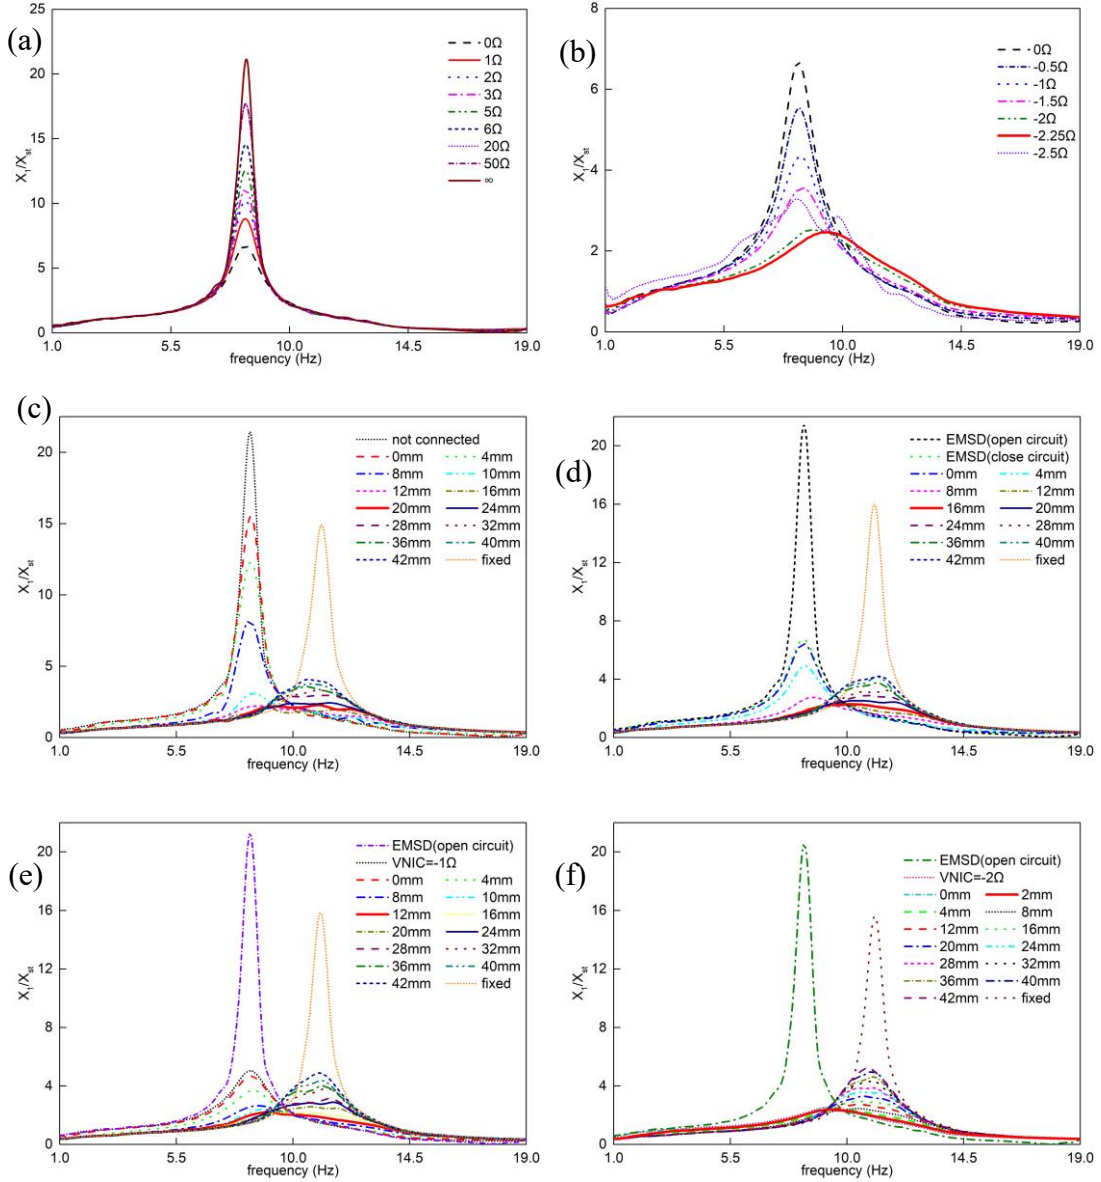 (a)
25
20
15
10
5
0
X₁/Xst
1.0 5.5 10.0 14.5 19.0
frequency (Hz)
0Ω
1Ω
2Ω
3Ω
5Ω
6Ω
20Ω
50Ω
∞
(b)
8
6
4
2
0
X₁/Xst
1.0 5.5 10.0 14.5 19.0
frequency (Hz)
0Ω
-0.5Ω
-1Ω
-1.5Ω
-2Ω
-2.25Ω
-2.5Ω
(c)
20
15
10
5
0
X₁/Xst
1.0 5.5 10.0 14.5 19.0
frequency (Hz)
not connected
0mm 4mm
8mm 10mm
12mm 16mm
20mm 24mm
28mm 32mm
36mm 40mm
42mm fixed
(d)
20
16
12
8
4
0
X₁/Xst
1.0 5.5 10.0 14.5 19.0
frequency (Hz)
EMSD(open circuit)
EMSD(close circuit)
0mm 4mm
8mm 12mm
16mm 20mm
24mm 28mm
36mm 40mm
42mm fixed
(e)
20
16
12
8
4
0
X₁/Xst
1.0 5.5 10.0 14.5 19.0
frequency (Hz)
EMSD(open circuit)
VNIC=-1Ω
0mm 4mm
8mm 10mm
12mm 16mm
20mm 24mm
28mm 32mm
36mm 40mm
42mm fixed
(f)
20
16
12
8
4
0
X₁/Xst
1.0 5.5 10.0 14.5 19.0
frequency (Hz)
EMSD(open circuit)
VNIC=-2Ω
0mm 2mm
4mm 8mm
12mm 16mm
20mm 24mm
28mm 32mm
36mm 40mm
42mm fixed